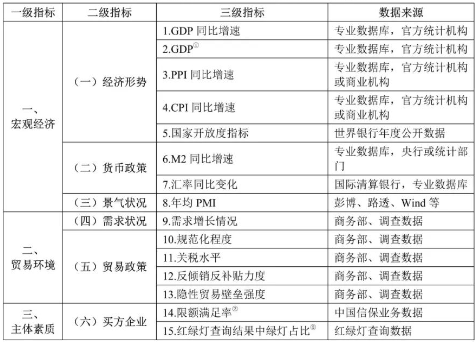 一级指标 二级指标 三级指标 数据来源
一、
宏观经济
（一）经济形势
1.GDP 同比增速 专业数据库，官方统计机构
2.GDP① 专业数据库，官方统计机构
3.PPI 同比增速 专业数据库，官方统计机构
或商业机构
4.CPI 同比增速 专业数据库，官方统计机构
或商业机构
5.国家开放度指标 世界银行年度公开数据
（二）货币政策
6.M2 同比增速 专业数据库，央行或统计部
门
7.汇率同比变化 国际清算银行，专业数据库
（三）景气状况 8.年均 PMI 彭博、路透、Wind 等
二、
贸易环境
（四）需求状况 9.需求增长情况 商务部、调查数据
（五）贸易政策
10.规范化程度 商务部、调查数据
11.关税水平 商务部、调查数据
12.反倾销反补贴力度 商务部、调查数据
13.隐性贸易壁垒强度 商务部、调查数据
三、
主体素质
（六）买方企业
14.限额满足率 中国信保业务数据
15.红绿灯查询结果中绿灯占比 红绿灯查询数据